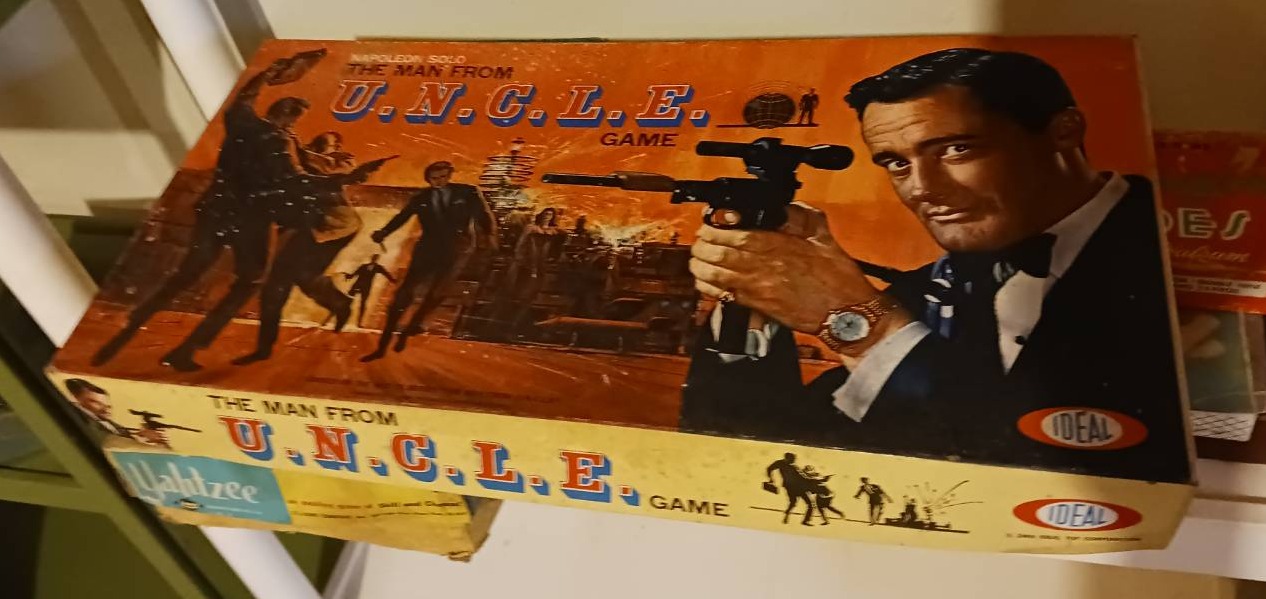 NAPOLEON SOLO
THE MAN FROM
U.N.C.L.E.
GAME
IDEAL
THE MAN FROM
U.N.C.L.E.
GAME
IDEAL
Yahtzee